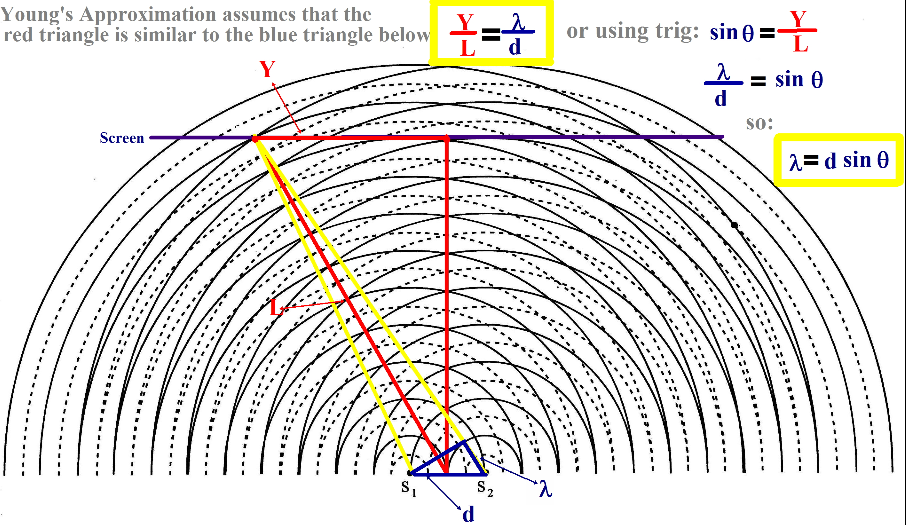 Young's Approximation assumes that the
red triangle is similar to the blue triangle below
Y/L = λ/d
or using trig: sin θ = Y/L
λ/d = sin θ
so:
λ = d sin θ
Y
Screen
L
S₁ S₂ λ
d